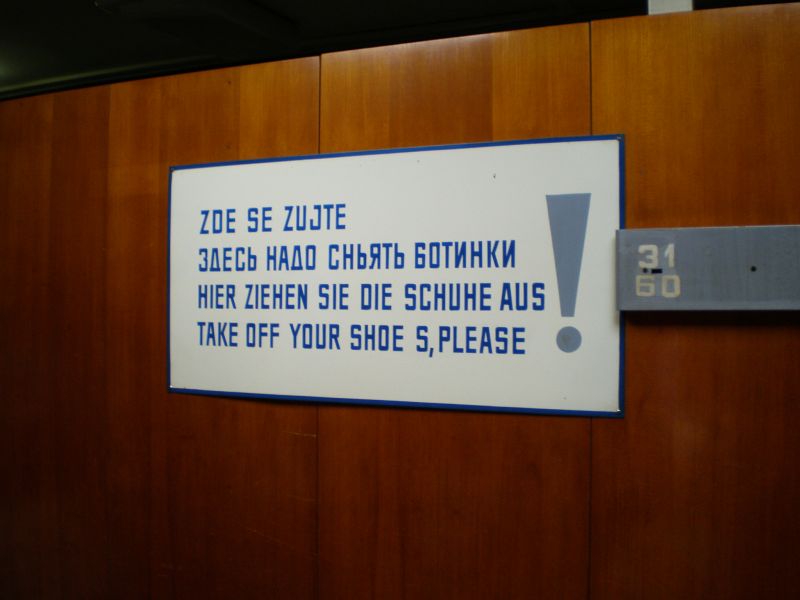 ZDE SE ZUJTE
ЗДЕСЬ НАДО СНЬЯТЬ БОТИНКИ
HIER ZIEHEN SIE DIE SCHUHE AUS
TAKE OFF YOUR SHOE S, PLEASE
!
31
60